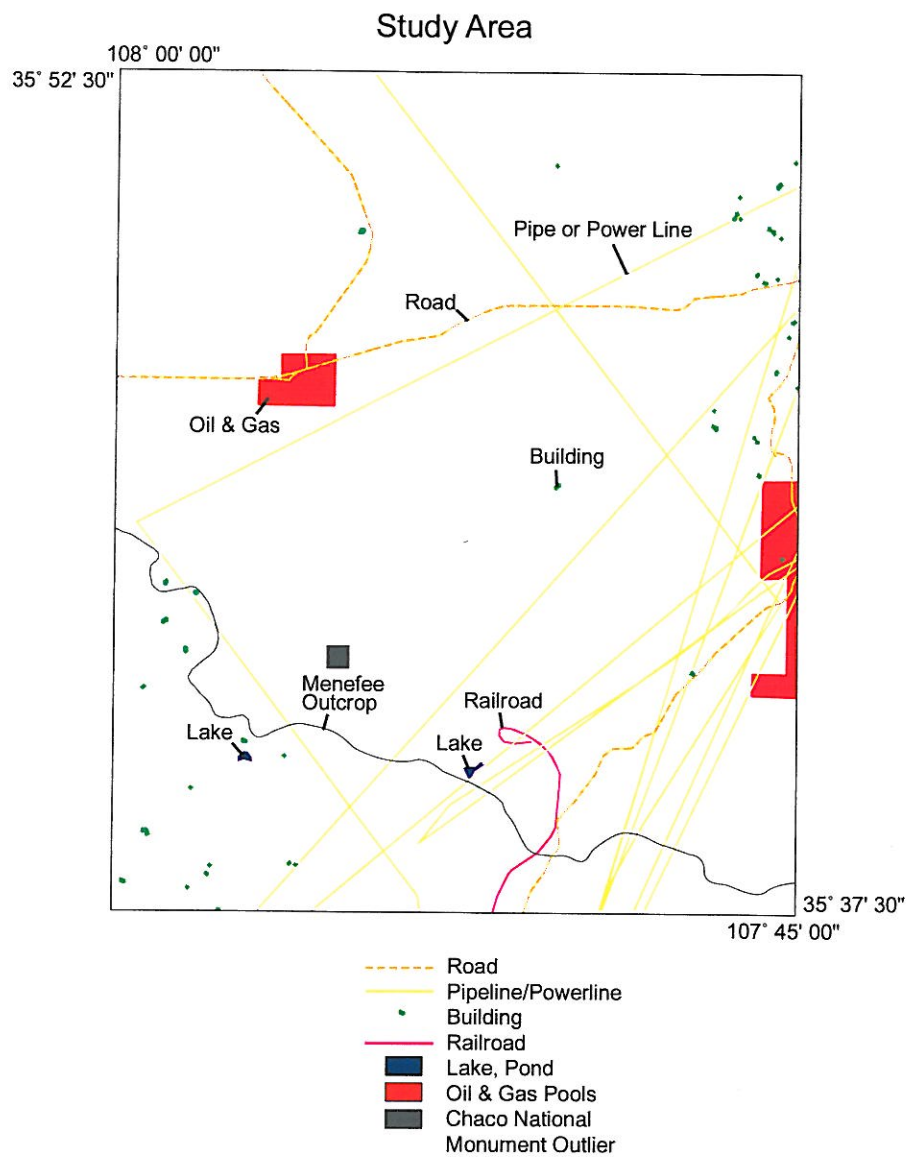 Study Area
108° 00' 00"
35° 52' 30"
Pipe or Power Line
Road
Oil & Gas
Building
Menefee
Outcrop
Railroad
Lake
Lake
35° 37' 30"
107° 45' 00"
Road
Pipeline/Powerline
Building
Railroad
Lake, Pond
Oil & Gas Pools
Chaco National
Monument Outlier